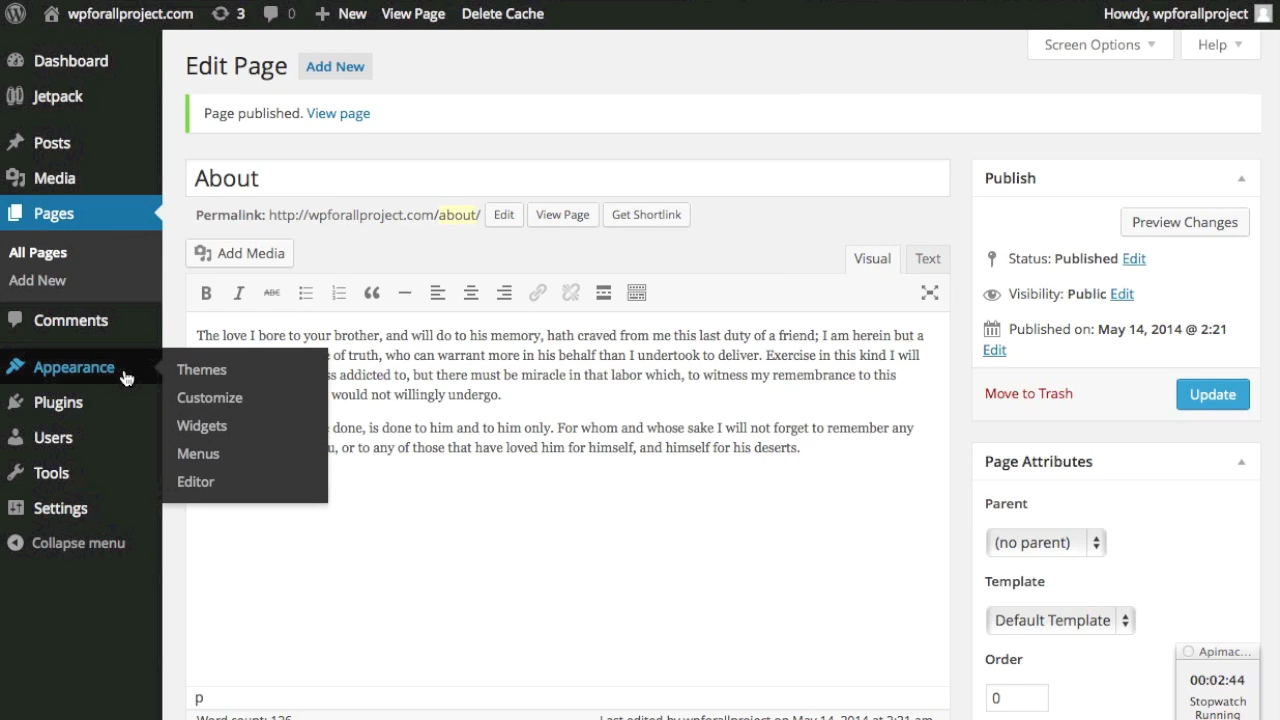 wpforallproject.com 3 0 New View Page Delete Cache Howdy, wpforallproject
Screen Options Help
Dashboard
Jetpack
Posts
Media
Pages
All Pages
Add New
Comments
Appearance
Plugins
Users
Tools
Settings
Collapse menu
Themes
Customize
Widgets
Menus
Editor
Edit Page Add New
Page published. View page
About
Permalink: http://wpforallproject.com/about/ Edit View Page Get Shortlink
Add Media Visual Text
B I ABC
The love I bore to your brother, and will do to his memory, hath craved from me this last duty of a friend; I am herein but a
of truth, who can warrant more in his behalf than I undertook to deliver. Exercise in this kind I will
addicted to, but there must be miracle in that labor which, to witness my remembrance to this
would not willingly undergo.
done, is done to him and to him only. For whom and whose sake I will not forget to remember any
or to any of those that have loved him for himself, and himself for his deserts.
p
Publish
Preview Changes
Status: Published Edit
Visibility: Public Edit
Published on: May 14, 2014 @ 2:21
Edit
Move to Trash Update
Page Attributes
Parent
(no parent)
Template
Default Template
Order
0
Apimac...
00:02:44
Stopwatch
Running